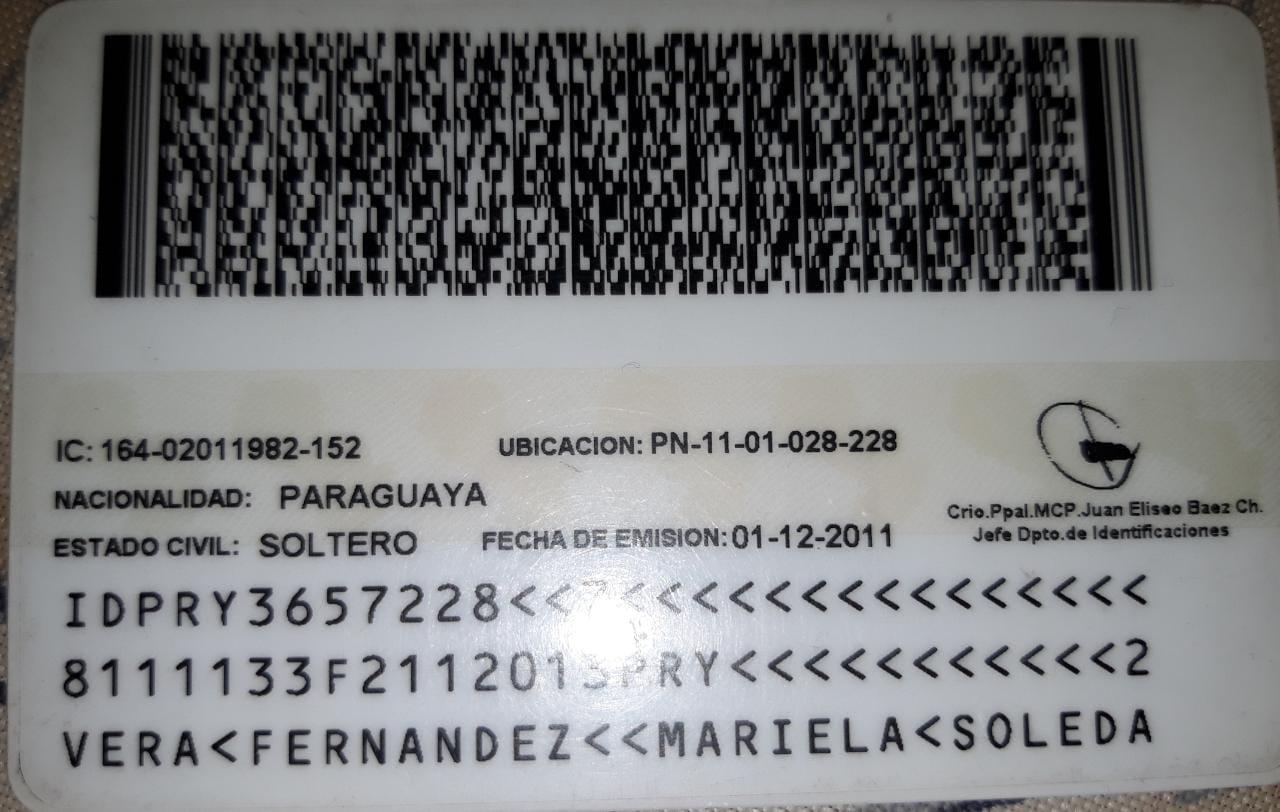 IC: 164-02011982-152
UBICACION: PN-11-01-028-228
NACIONALIDAD: PARAGUAYA
ESTADO CIVIL: SOLTERO
FECHA DE EMISION: 01-12-2011
Crio.Ppal.MCP.Juan Eliseo Baez Ch.
Jefe Dpto.de Identificaciones
IDPRY3657228<<7<<<<<<<<<<<<<<<
8111133F2112013PRY<<<<<<<<<<<2
VERA<FERNANDEZ<<MARIELA<SOLEDA